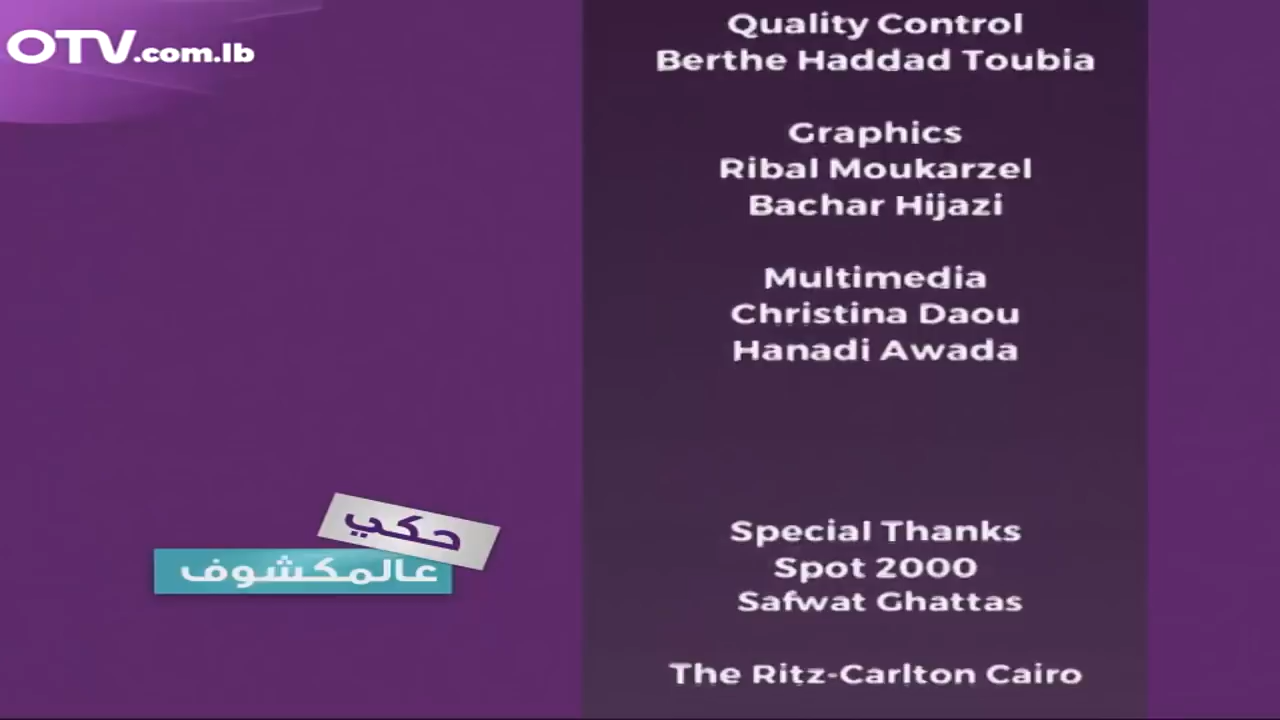 OTV.com.lb
Quality Control
Berthe Haddad Toubia
Graphics
Ribal Moukarzel
Bachar Hijazi
Multimedia
Christina Daou
Hanadi Awada
حكي
عالمكشوف
Special Thanks
Spot 2000
Safwat Ghattas
The Ritz-Carlton Cairo